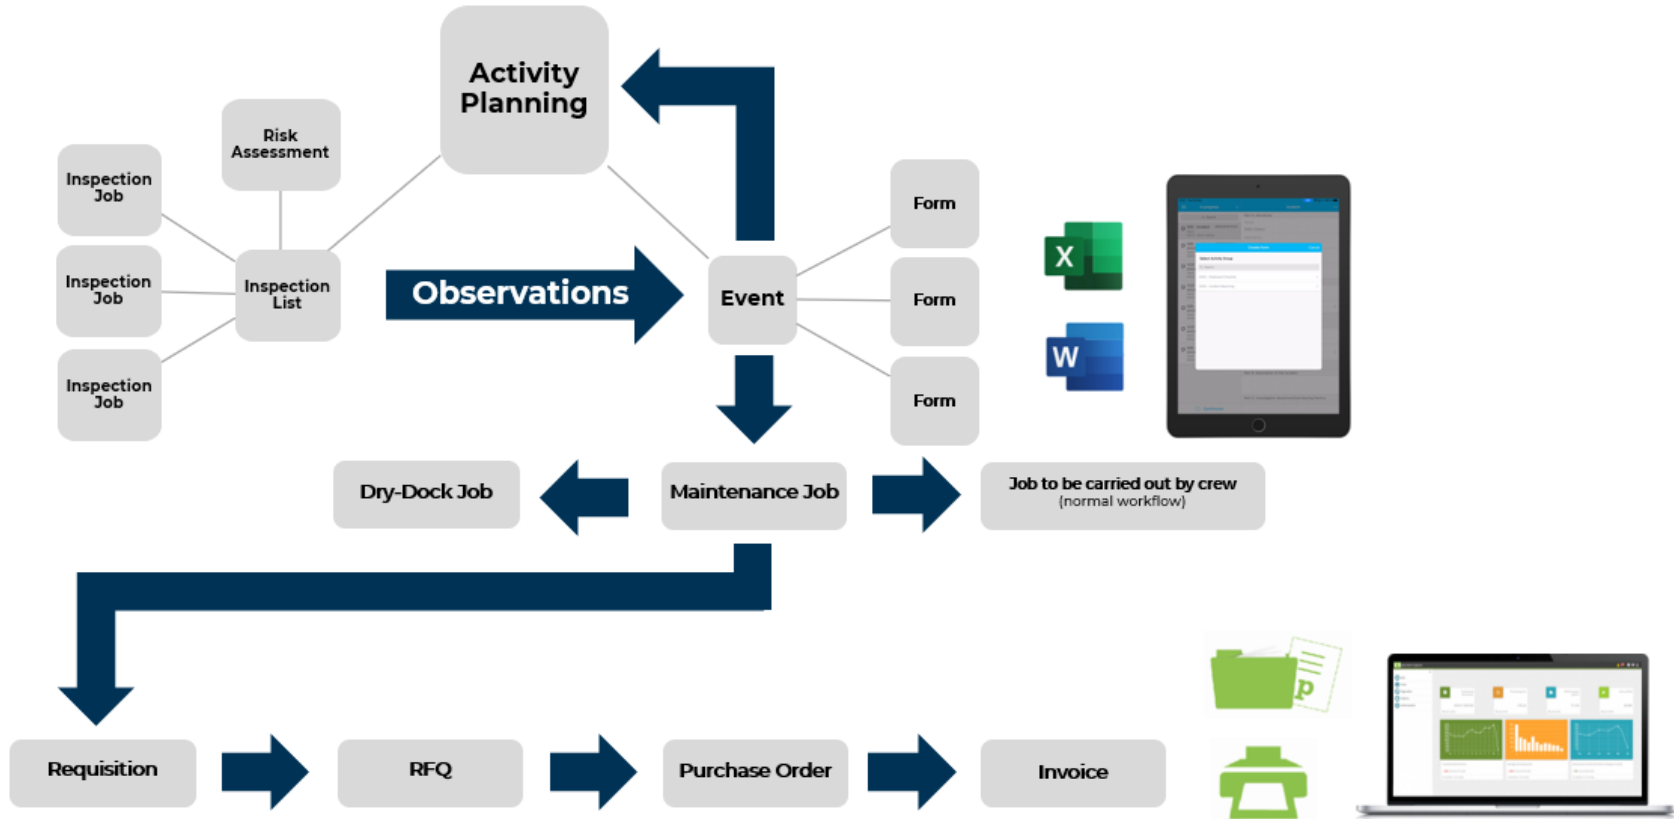 Activity
Planning
Risk
Assessment
Inspection
Job
Inspection
Job
Inspection
Job
Inspection
List
Observations
Event
Form
Form
Form
X
W
Dry-Dock Job
Maintenance Job
Job to be carried out by crew
(normal workflow)
Requisition
RFQ
Purchase Order
Invoice
p